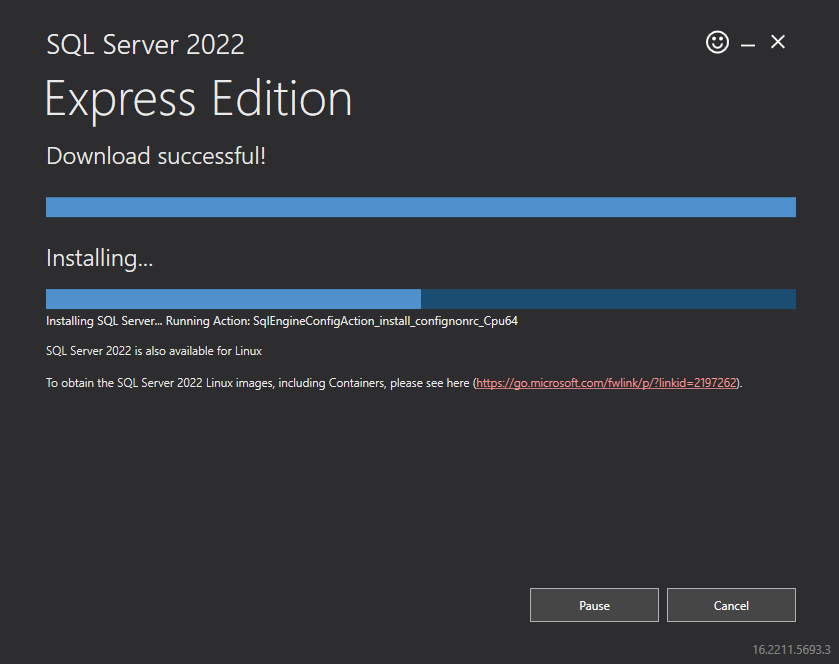 SQL Server 2022
Express Edition
Download successful!
Installing...
Installing SQL Server... Running Action: SqlEngineConfigAction_install_confignonrc_Cpu64
SQL Server 2022 is also available for Linux
To obtain the SQL Server 2022 Linux images, including Containers, please see here (https://go.microsoft.com/fwlink/p/?linkid=2197262).
Pause
Cancel
16.2211.5693.3